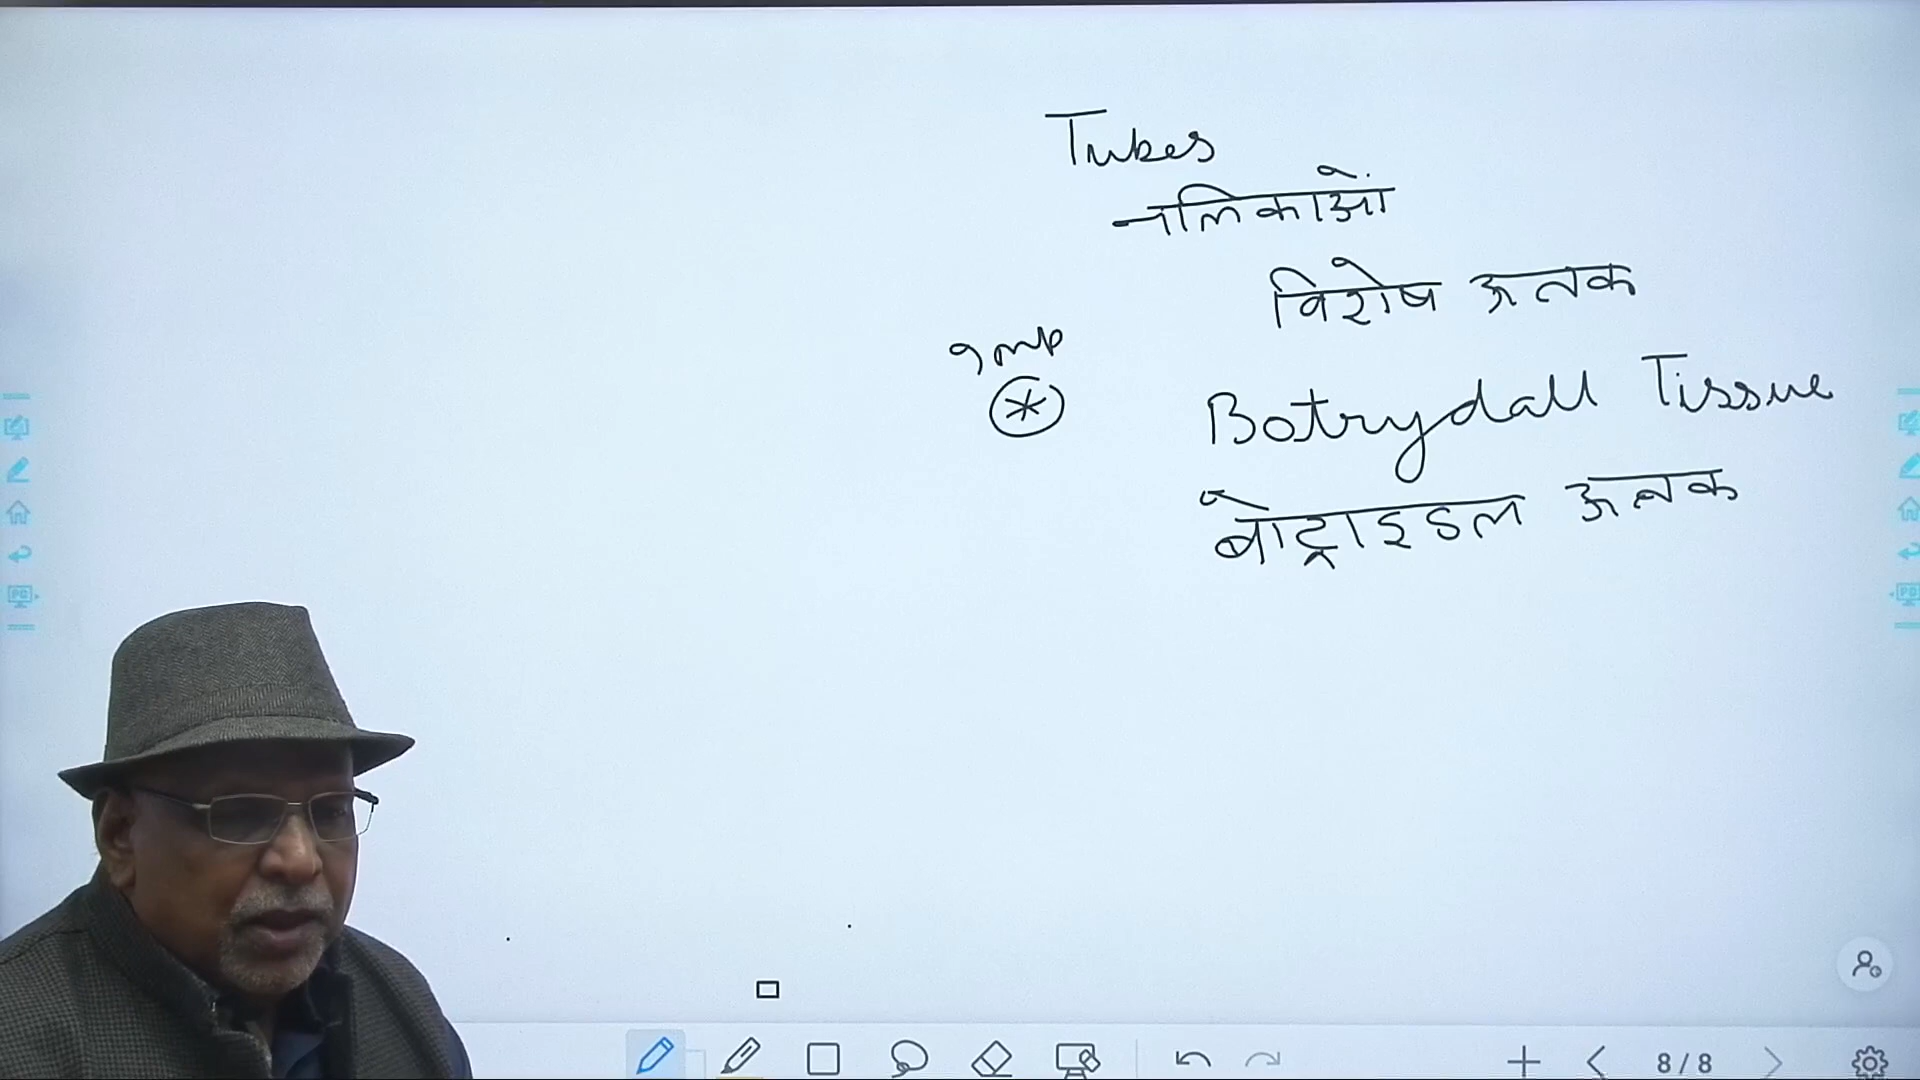 Tubes
नलिकाओं
विशेष ऊतक
Imp
Botrydall Tissue
बोट्राइडल ऊतक
8/8